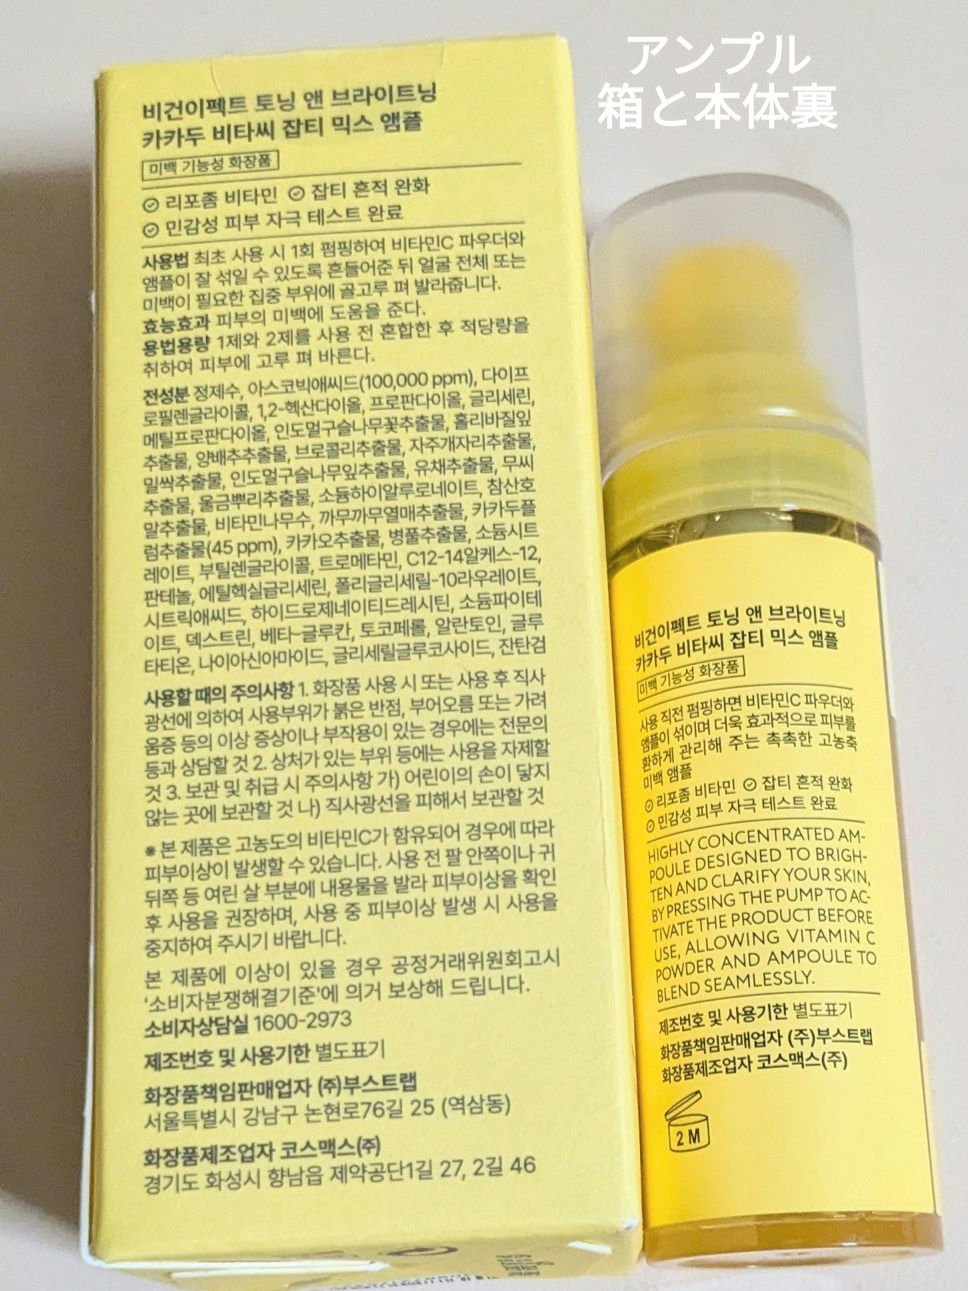 アンプル
箱と本体裏
비건이펙트 토닝 앤 브라이트닝
카카두 비타씨 잡티 믹스 앰플
미백 기능성 화장품
리포좀 비타민 잡티 흔적 완화
민감성 피부 자극 테스트 완료
사용법 최초 사용 시 1회 펌핑하여 비타민C 파우더와
앰플이 잘 섞일 수 있도록 흔들어준 뒤 얼굴 전체 또는
미백이 필요한 집중 부위에 골고루 펴 발라줍니다.
효능효과 피부의 미백에 도움을 준다.
용법용량 1제와 2제를 사용 전 혼합한 후 적당량을
취하여 피부에 고루 펴 바른다.
전성분 정제수, 아스코빅애씨드(100,000 ppm), 다이프
로필렌글라이콜, 1,2-헥산다이올, 프로판다이올, 글리세린,
메틸프로판다이올, 인도멀구슬나무꽃추출물, 홀리바질잎
추출물, 양배추추출물, 브로콜리추출물, 자주개자리추출물,
밀싹추출물, 인도멀구슬나무잎추출물, 유채추출물, 무씨
추출물, 울금뿌리추출물, 소듐하이알루로네이트, 참산호
말추출물, 비타민나무수, 까무까무열매추출물, 카카두플
럼추출물(45 ppm), 카카오추출물, 병풀추출물, 소듐시트
레이트, 부틸렌글라이콜, 트로메타민, C12-14알케스-12,
판테놀, 에틸헥실글리세린, 폴리글리세릴-10라우레이트,
시트릭애씨드, 하이드로제네이티드레시틴, 소듐파이테
이트, 덱스트린, 베타-글루칸, 토코페롤, 알란토인, 글루
타티온, 나이아신아마이드, 글리세릴글루코사이드, 잔탄검
사용할 때의 주의사항 1. 화장품 사용 시 또는 사용 후 직사
광선에 의하여 사용부위가 붉은 반점, 부어오름 또는 가려
움증 등의 이상 증상이나 부작용이 있는 경우에는 전문의
등과 상담할 것 2. 상처가 있는 부위 등에는 사용을 자제할
것 3. 보관 및 취급 시 주의사항 가) 어린이의 손이 닿지
않는 곳에 보관할 것 나) 직사광선을 피해서 보관할 것
※ 본 제품은 고농도의 비타민C가 함유되어 경우에 따라
피부이상이 발생할 수 있습니다. 사용 전 팔 안쪽이나 귀
뒤쪽 등 여린 살 부분에 내용물을 발라 피부이상을 확인
후 사용을 권장하며, 사용 중 피부이상 발생 시 사용을
중지하여 주시기 바랍니다.
본 제품에 이상이 있을 경우 공정거래위원회고시
'소비자분쟁해결기준'에 의거 보상해 드립니다.
소비자상담실 1600-2973
제조번호 및 사용기한 별도표기
화장품책임판매업자 (주)부스트랩
서울특별시 강남구 논현로76길 25 (역삼동)
화장품제조업자 코스맥스(주)
경기도 화성시 향남읍 제약공단1길 27, 2길 46
비건이펙트 토닝 앤 브라이트닝
카카두 비타씨 잡티 믹스 앰플
미백 기능성 화장품
사용 직전 펌핑하면 비타민C 파우더와
앰플이 섞이며 더욱 효과적으로 피부를
환하게 관리해 주는 촉촉한 고농축
미백 앰플
리포좀 비타민 잡티 흔적 완화
민감성 피부 자극 테스트 완료
HIGHLY CONCENTRATED AM-
POULE DESIGNED TO BRIGH-
TEN AND CLARIFY YOUR SKIN,
BY PRESSING THE PUMP TO AC-
TIVATE THE PRODUCT BEFORE
USE, ALLOWING VITAMIN C
POWDER AND AMPOULE TO
BLEND SEAMLESSLY.
제조번호 및 사용기한 별도표기
화장품책임판매업자 (주)부스트랩
화장품제조업자 코스맥스(주)
2 M